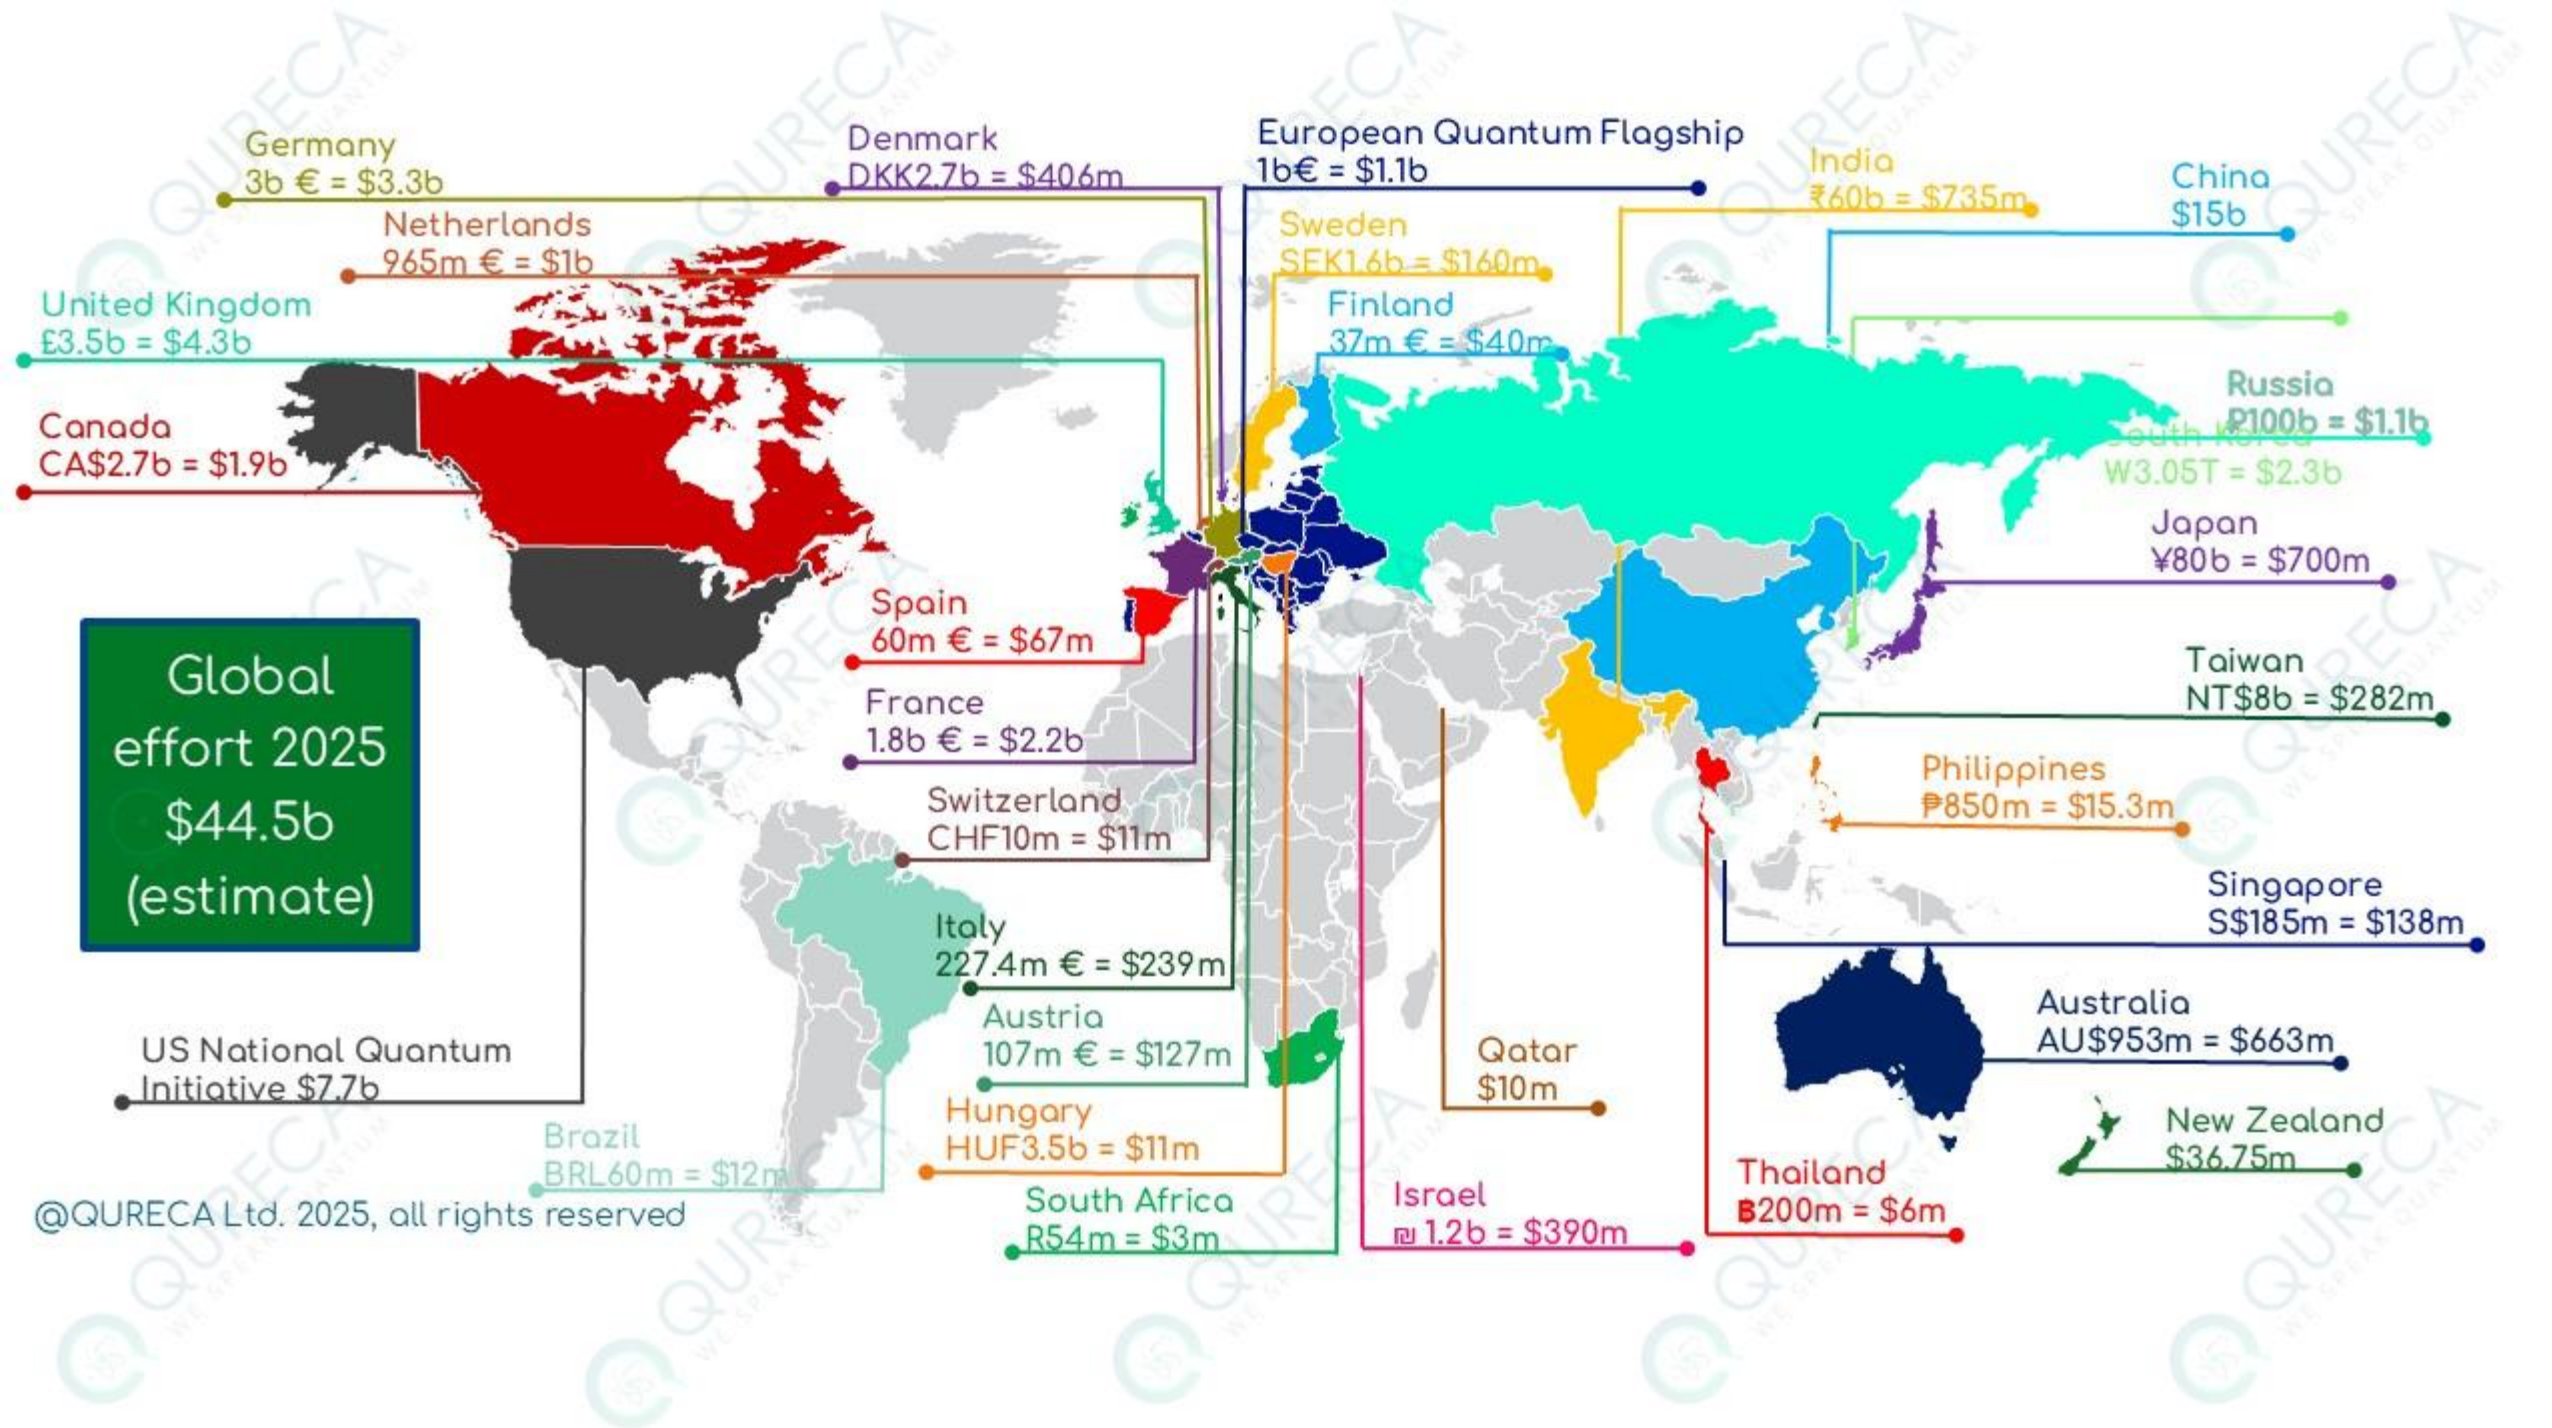 Germany
3b € = $3.3b
Denmark
DKK2.7b = $406m
European Quantum Flagship
1b€ = $1.1b
India
₹60b = $735m
China
$15b
Netherlands
965m € = $1b
Sweden
SEK1.6b = $160m
United Kingdom
£3.5b = $4.3b
Finland
37m € = $40m
Canada
CA$2.7b = $1.9b
Russia
₽100b = $1.1b
South Korea
W3.05T = $2.3b
Japan
¥80b = $700m
Spain
60m € = $67m
France
1.8b € = $2.2b
Taiwan
NT$8b = $282m
Global
effort 2025
$44.5b
(estimate)
Philippines
₱850m = $15.3m
Switzerland
CHF10m = $11m
Singapore
S$185m = $138m
Italy
227.4m € = $239m
Austria
107m € = $127m
Australia
AU$953m = $663m
US National Quantum
Initiative $7.7b
Qatar
$10m
Hungary
HUF3.5b = $11m
New Zealand
$36.75m
Brazil
BRL60m = $12m
South Africa
R54m = $3m
Israel
₪ 1.2b = $390m
Thailand
฿200m = $6m
@QURECA Ltd. 2025, all rights reserved
QURECA
WE SPEAK QUANTUM